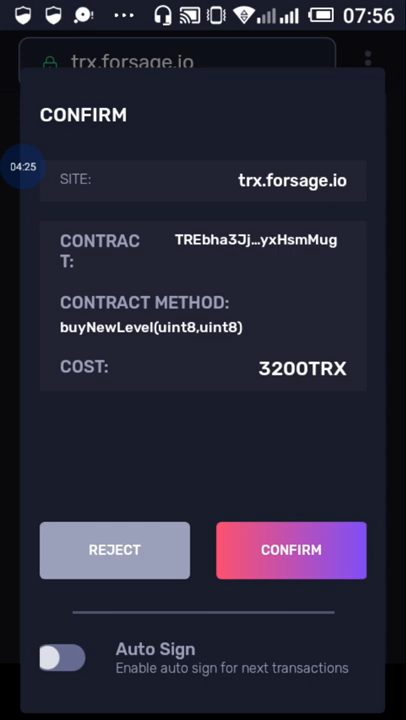 07:56
trx.forsage.io
CONFIRM
04:25
SITE:
trx.forsage.io
CONTRAC
T:
TREbha3Jj...yxHsmMug
CONTRACT METHOD:
buyNewLevel(uint8,uint8)
COST:
3200TRX
REJECT
CONFIRM
Auto Sign
Enable auto sign for next transactions